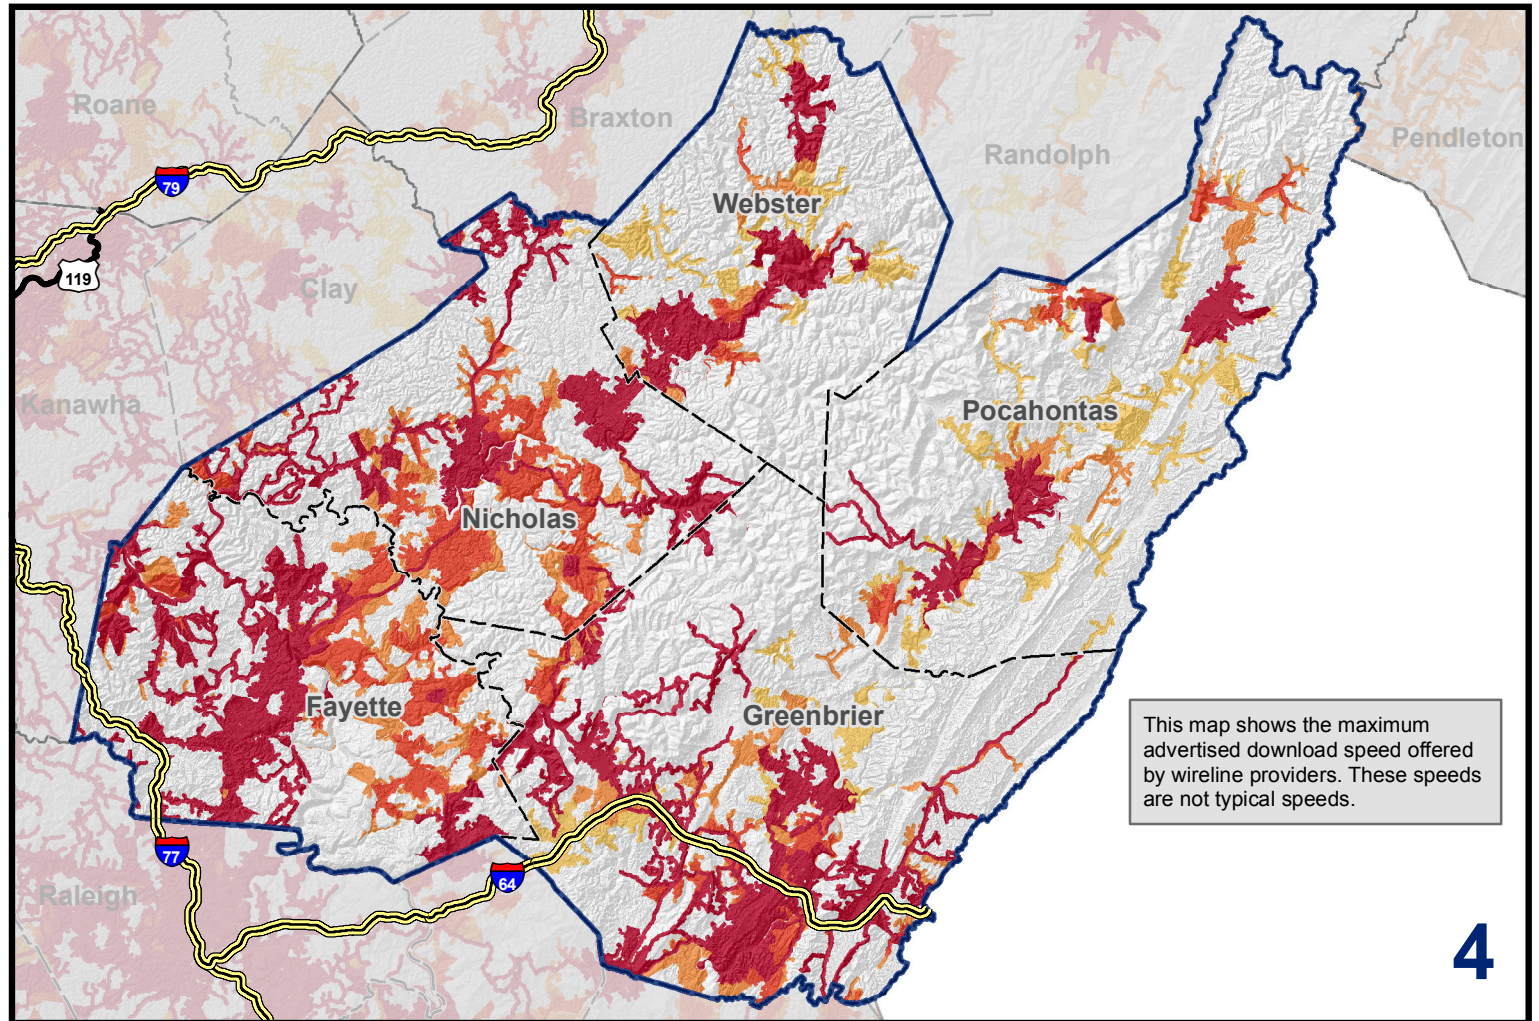 Roane
Braxton
Randolph
Pendleton
79
Webster
119
Clay
Kanawha
Pocahontas
Nicholas
Fayette
Greenbrier
This map shows the maximum
advertised download speed offered
by wireline providers. These speeds
are not typical speeds.
77
64
Raleigh
4